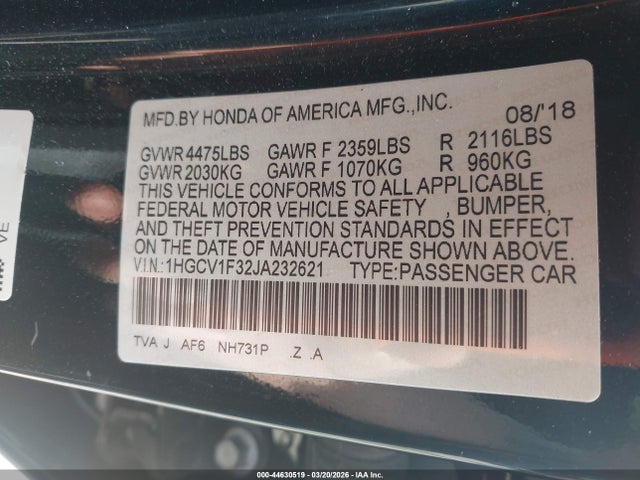 MFD.BY HONDA OF AMERICA MFG.,INC. 08/'18
GVWR 4475LBS GAWR F 2359LBS R 2116LBS
GVWR 2030KG GAWR F 1070KG R 960KG
THIS VEHICLE CONFORMS TO ALL APPLICABLE
FEDERAL MOTOR VEHICLE SAFETY , BUMPER,
AND THEFT PREVENTION STANDARDS IN EFFECT
ON THE DATE OF MANUFACTURE SHOWN ABOVE.
V.I.N.:1HGCV1F32JA232621 TYPE:PASSENGER CAR
TVA J AF6 NH731P .Z .A
VE
000-44630519 | 03/20/2026 — IAA Inc.